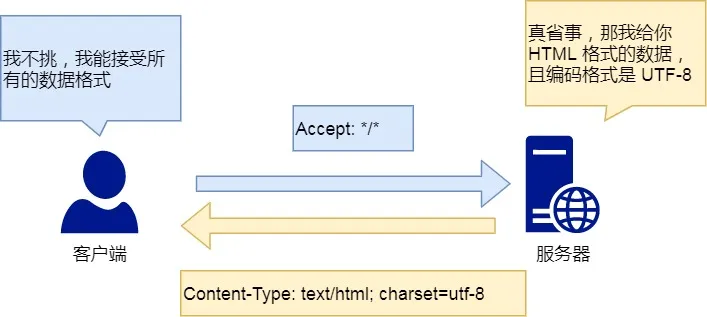 我不挑，我能接受所
有的数据格式
真省事，那我给你
HTML 格式的数据，
且编码格式是 UTF-8
Accept: */*
客户端
服务器
Content-Type: text/html; charset=utf-8